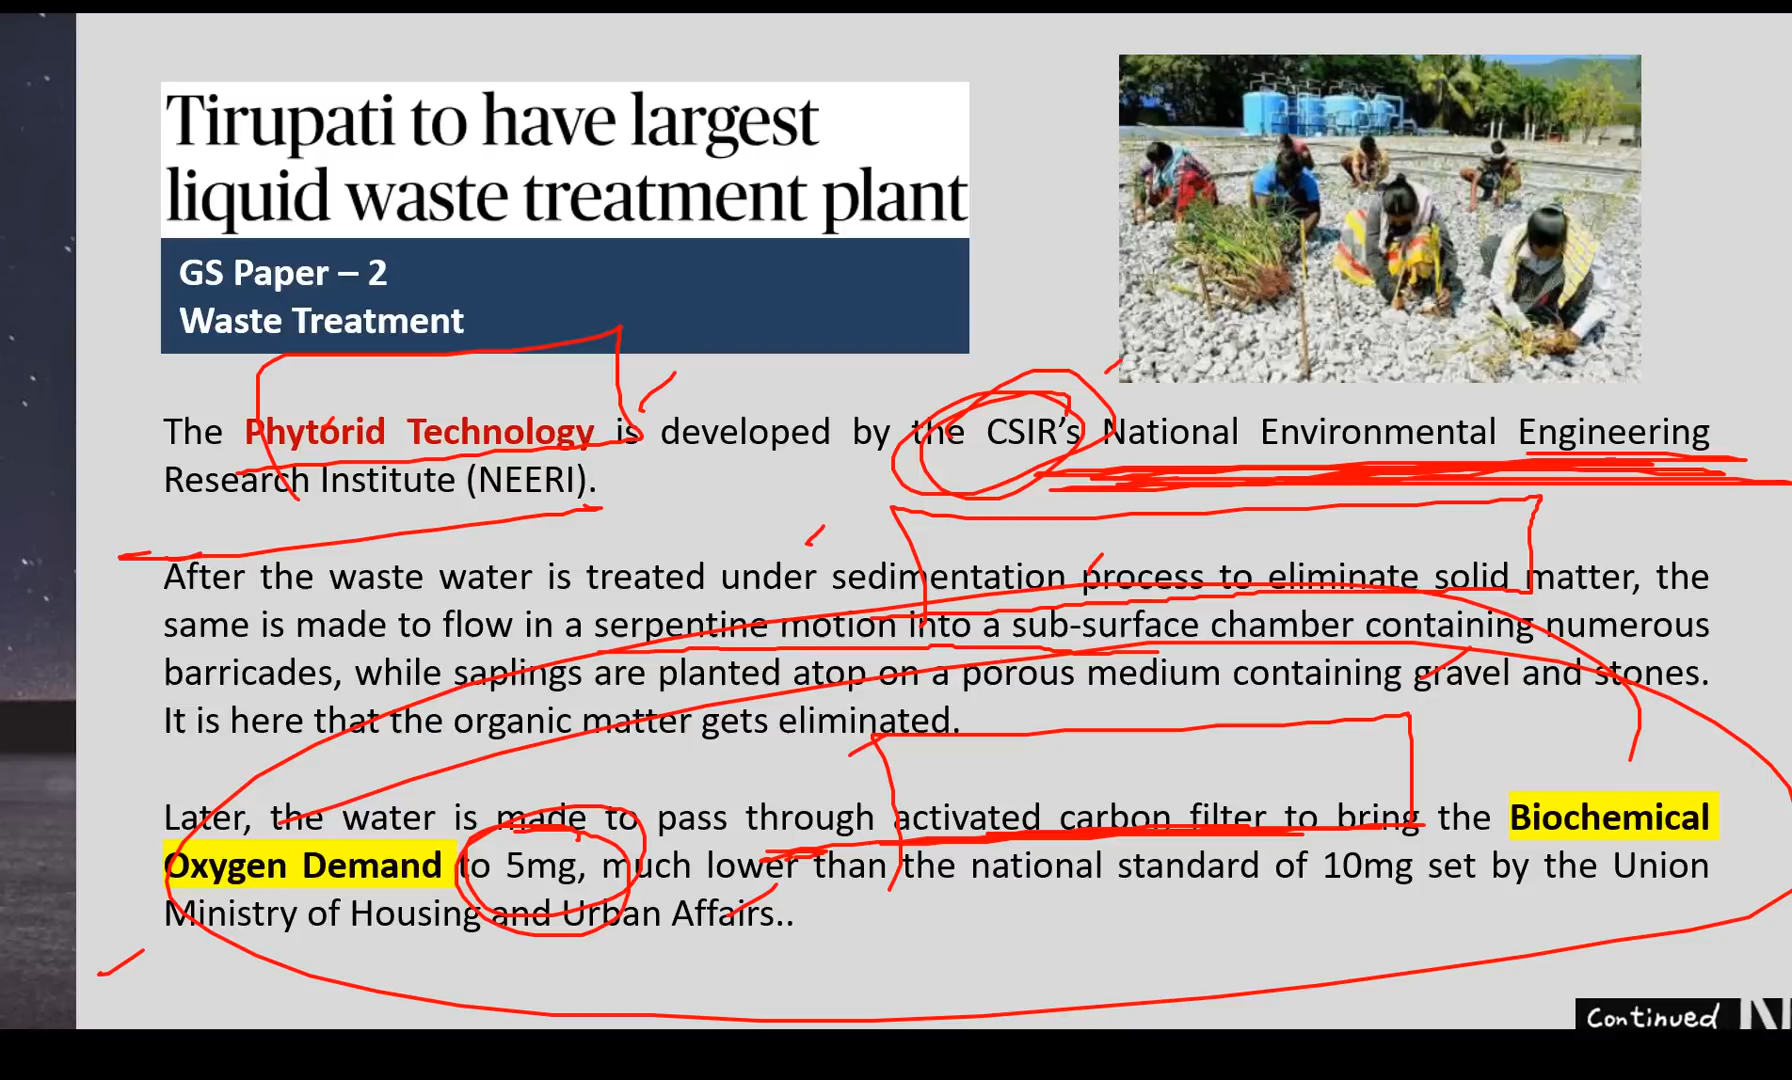 Tirupati to have largest
liquid waste treatment plant
GS Paper – 2
Waste Treatment
The Phytorid Technology is developed by the CSIR's National Environmental Engineering
Research Institute (NEERI).
After the waste water is treated under sedimentation process to eliminate solid matter, the
same is made to flow in a serpentine motion into a sub-surface chamber containing numerous
barricades, while saplings are planted atop on a porous medium containing gravel and stones.
It is here that the organic matter gets eliminated.
Later, the water is made to pass through activated carbon filter to bring the Biochemical
Oxygen Demand to 5mg, much lower than the national standard of 10mg set by the Union
Ministry of Housing and Urban Affairs..
Continued